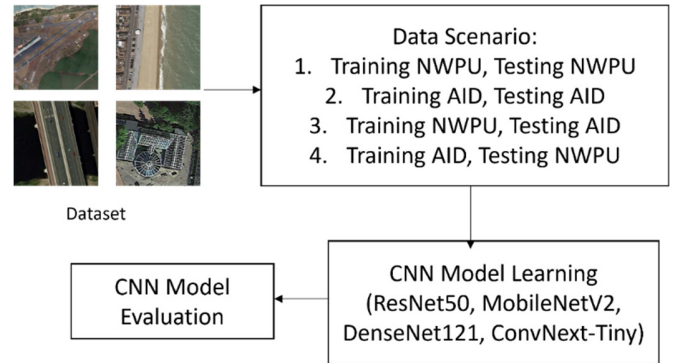 Data Scenario:
1. Training NWPU, Testing NWPU
2. Training AID, Testing AID
3. Training NWPU, Testing AID
4. Training AID, Testing NWPU
Dataset
CNN Model Learning
(ResNet50, MobileNetV2,
DenseNet121, ConvNext-Tiny)
CNN Model
Evaluation